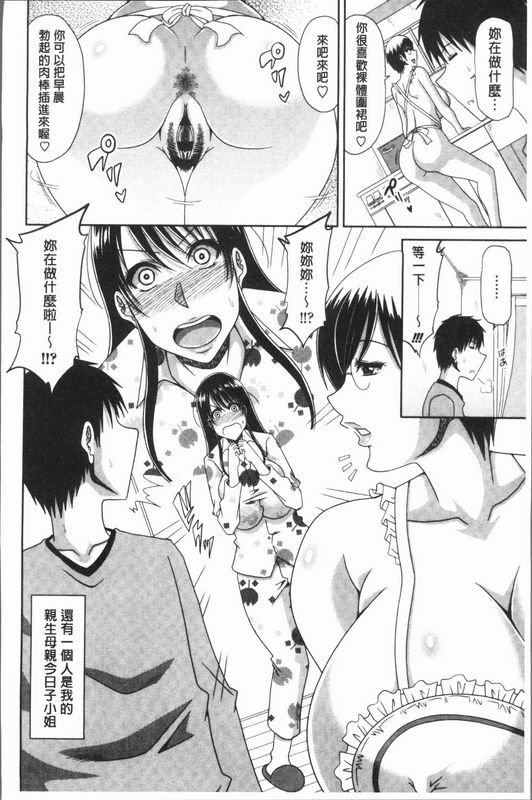 妳在做什麼…
你很喜歡裸體圍裙吧♡
來吧來吧♡
你可以把早晨
勃起的肉棒插進來喔♡
………
等一下～!!!
はぁ
妳妳妳…
!!!?
妳在做什麼啦ー～
!!!?
還有一個人是我的
親生母親今日子小姐